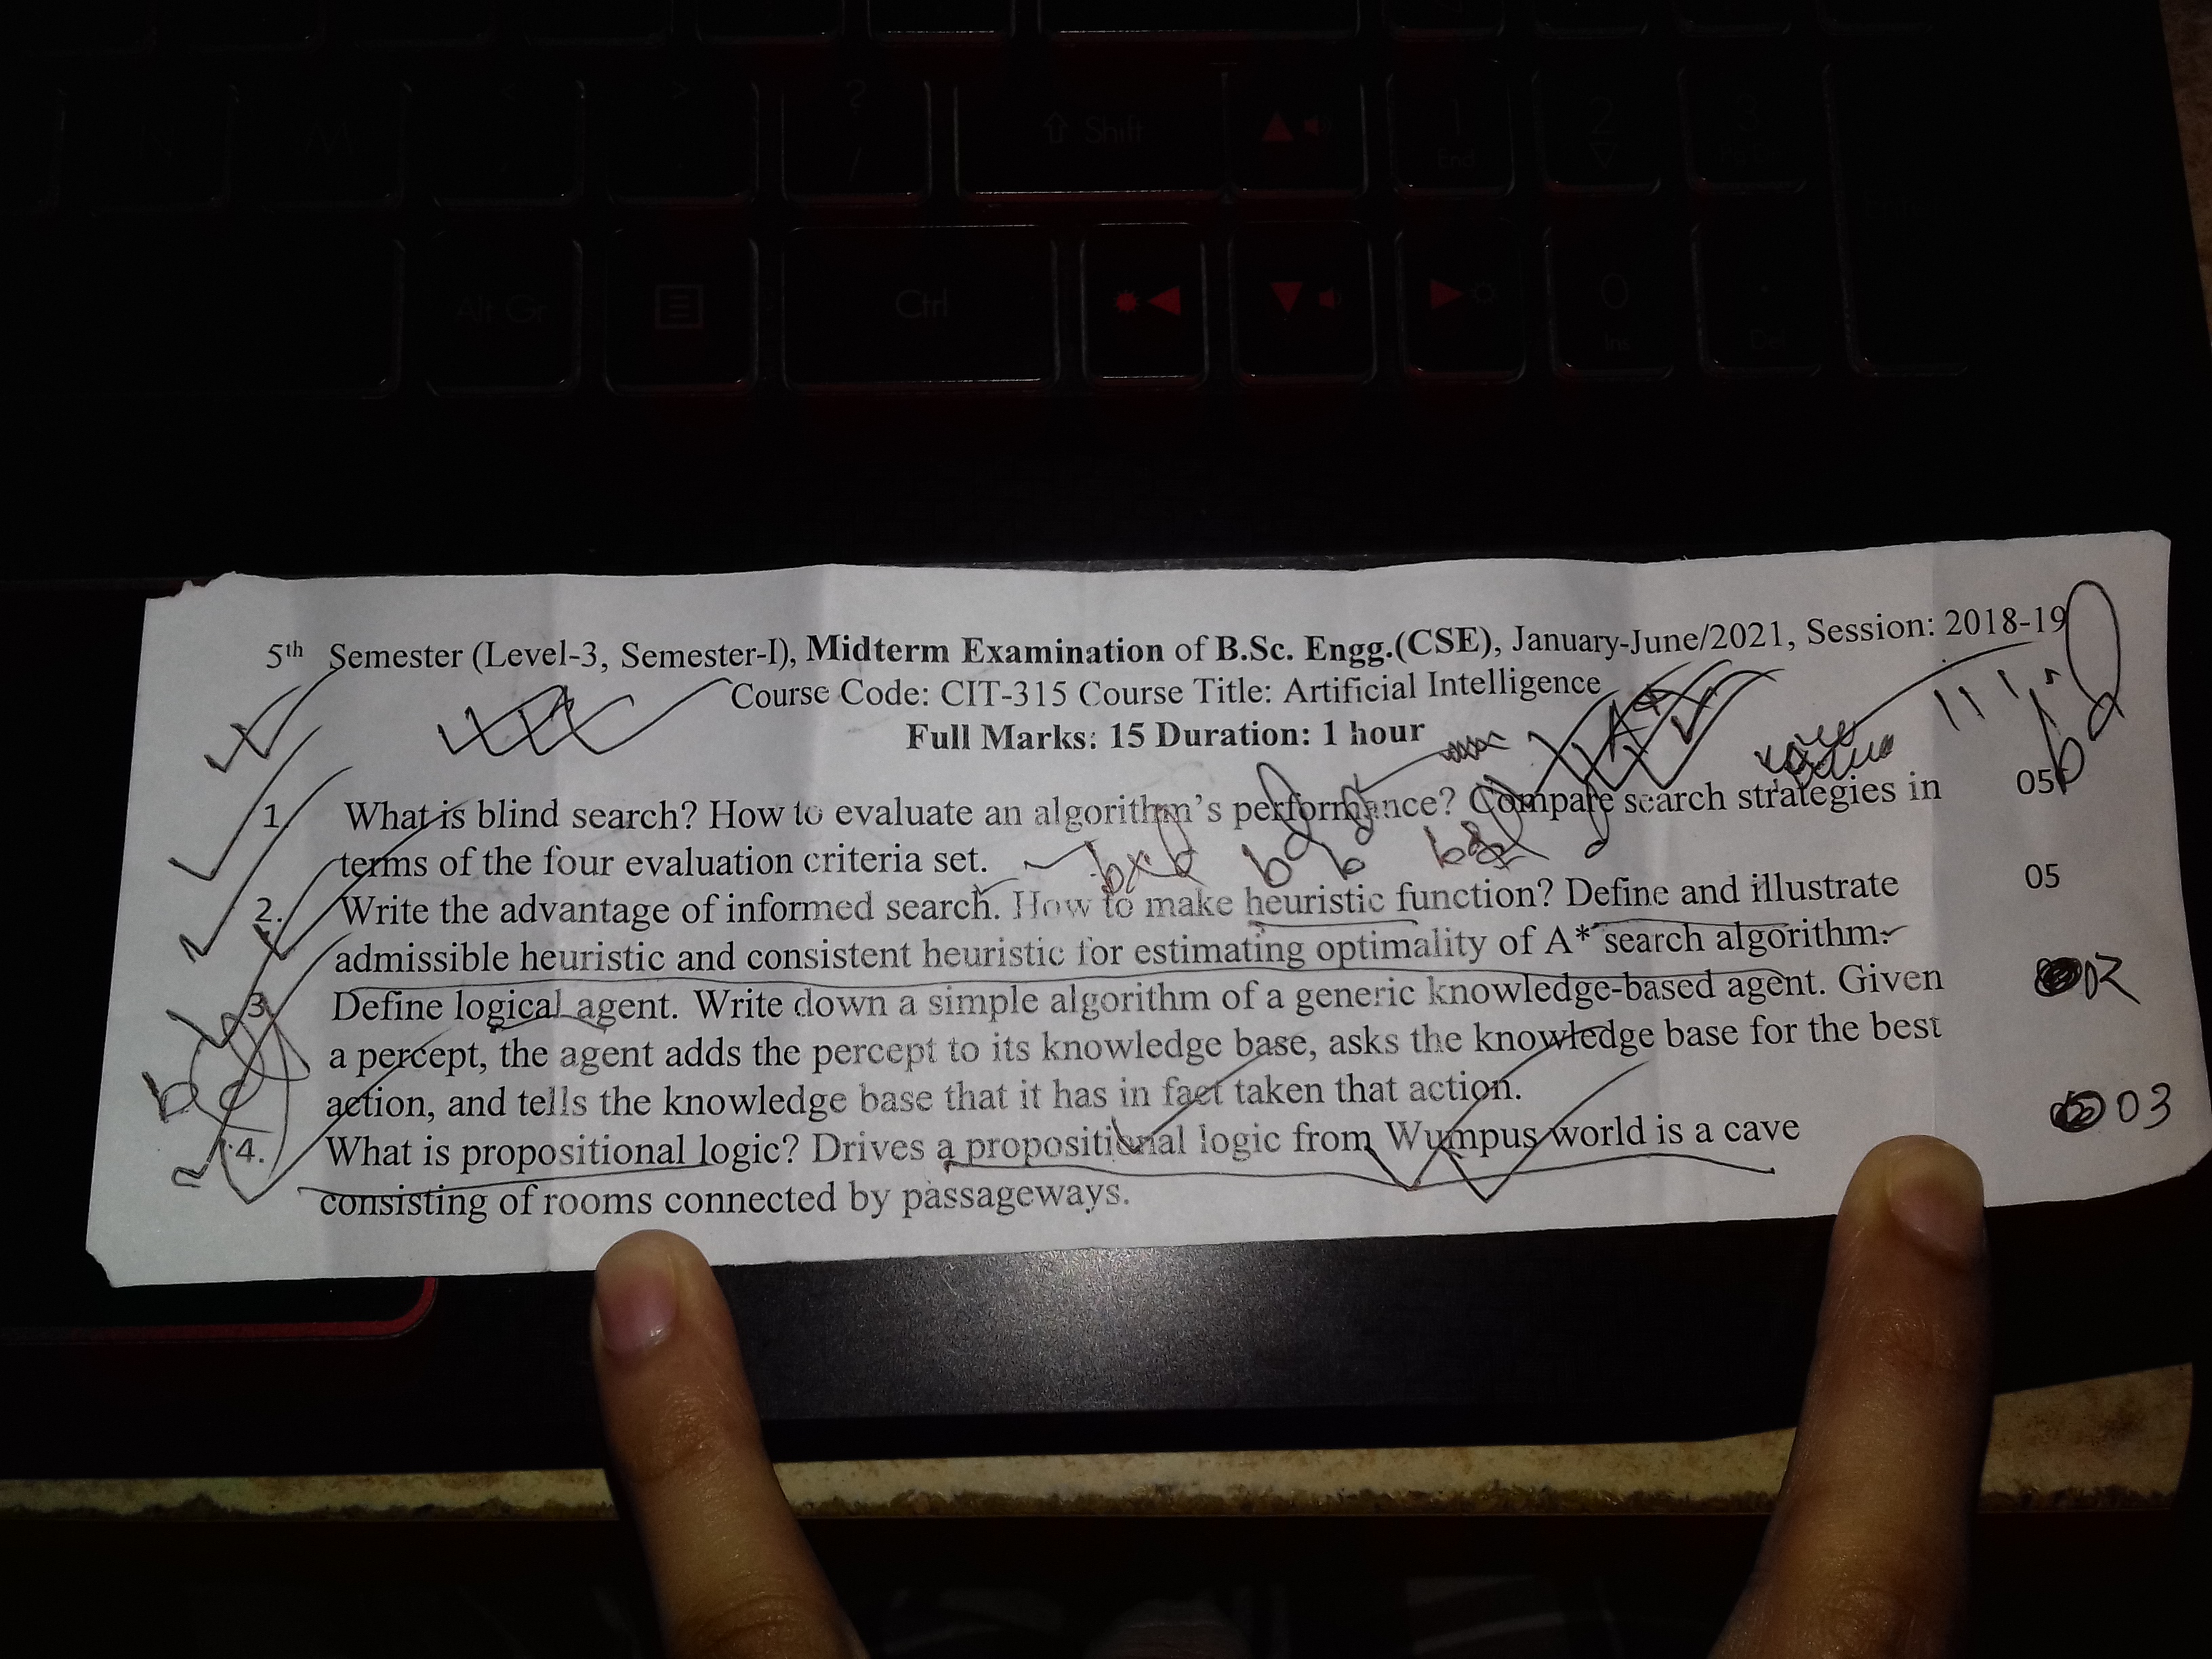 ? /
⇧ Shift
1 End
2
3
Alt Gr
Ctrl
0 Ins
. Del
5th Semester (Level-3, Semester-I), Midterm Examination of B.Sc. Engg.(CSE), January-June/2021, Session: 2018-19
Course Code: CIT-315 Course Title: Artificial Intelligence
Full Marks: 15 Duration: 1 hour
1. What is blind search? How to evaluate an algorithm's performance? Compare search strategies in 05
terms of the four evaluation criteria set.
2. Write the advantage of informed search. How to make heuristic function? Define and illustrate 05
admissible heuristic and consistent heuristic for estimating optimality of A* search algorithm.
3. Define logical agent. Write down a simple algorithm of a generic knowledge-based agent. Given
a percept, the agent adds the percept to its knowledge base, asks the knowledge base for the best
action, and tells the knowledge base that it has in fact taken that action.
4. What is propositional logic? Drives a propositional logic from Wumpus world is a cave 03
consisting of rooms connected by passageways.